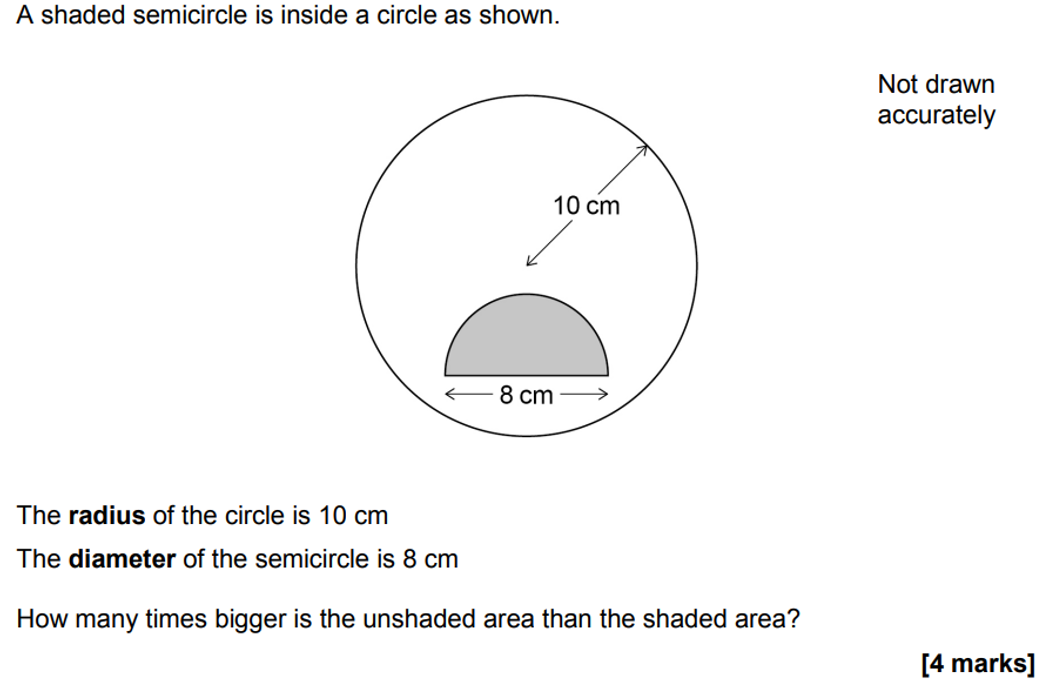 A shaded semicircle is inside a circle as shown.
Not drawn
accurately
10 cm
8 cm
The radius of the circle is 10 cm
The diameter of the semicircle is 8 cm
How many times bigger is the unshaded area than the shaded area?
[4 marks]